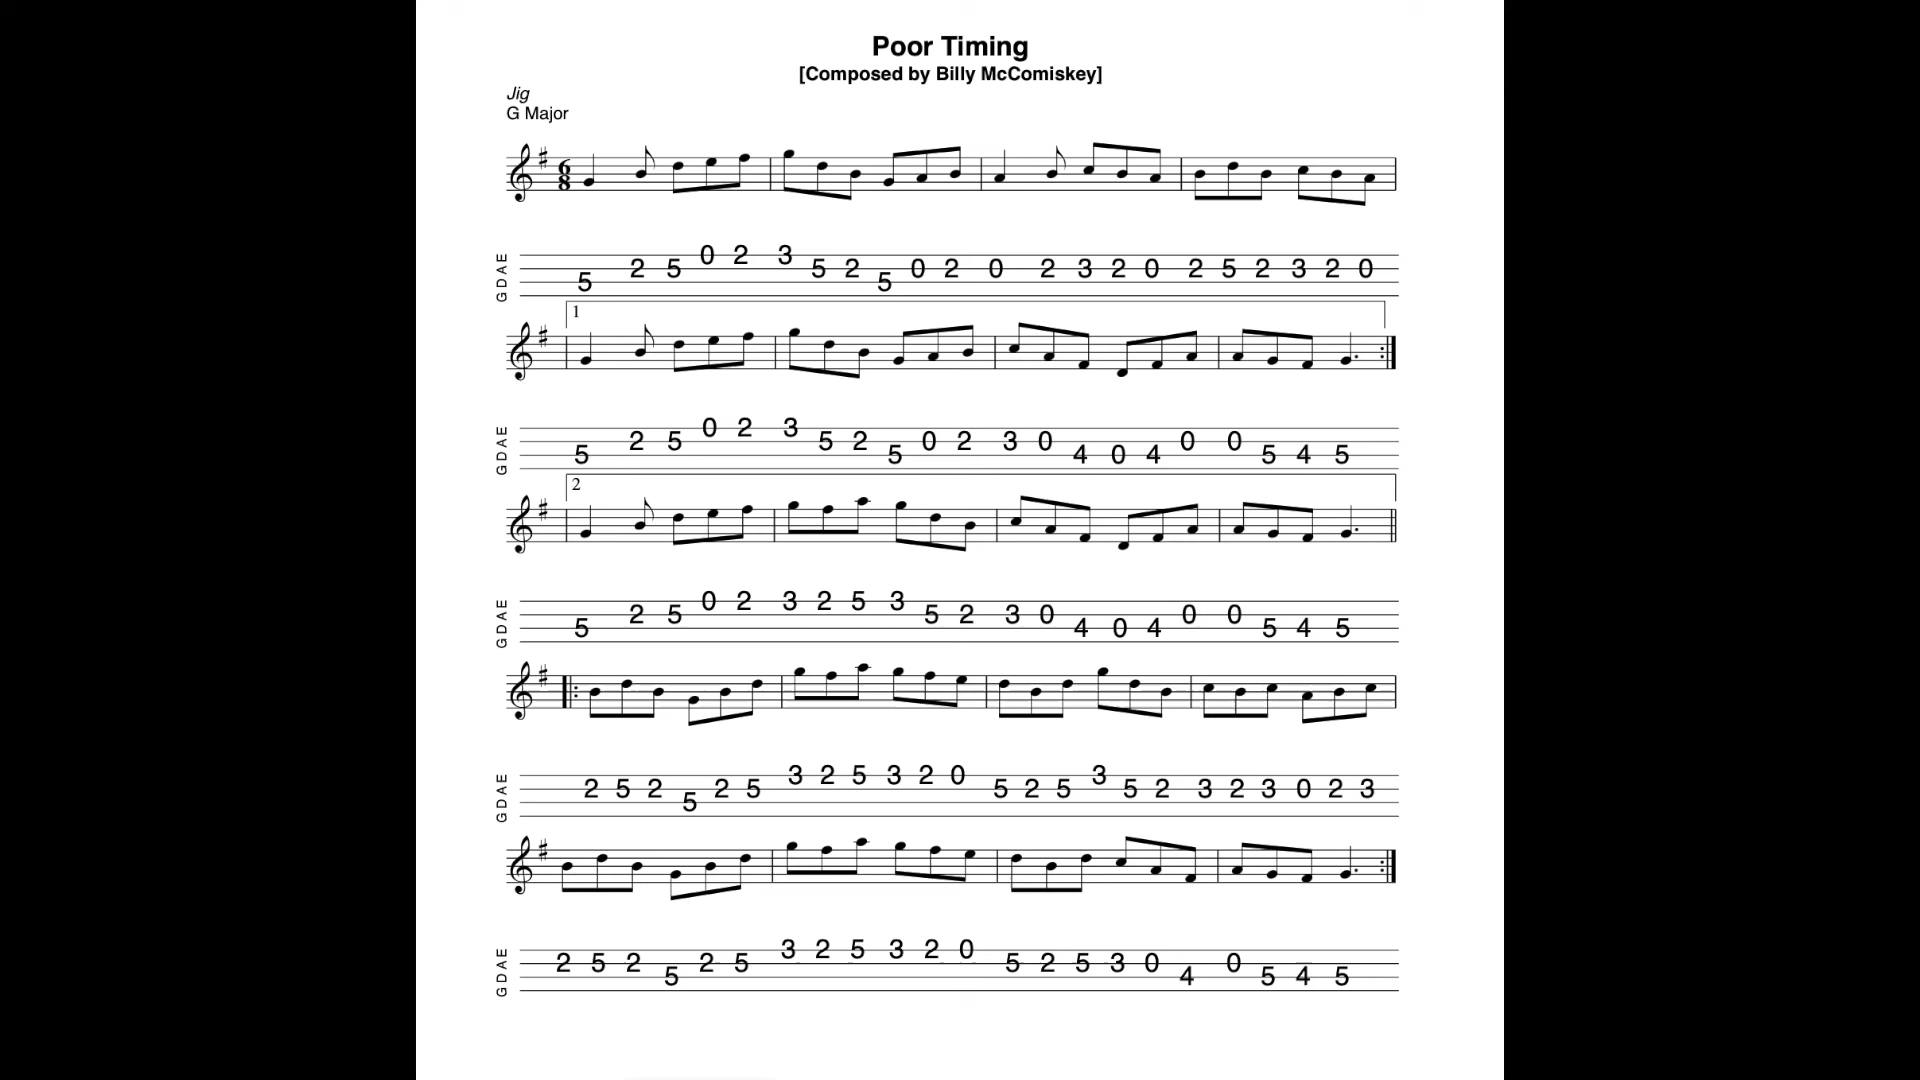 Poor Timing
[Composed by Billy McComiskey]
Jig
G Major
6
8
G D A E
5 2 5 0 2 3 5 2 5 0 2 0 2 3 2 0 2 5 2 3 2 0
1
G D A E
5 2 5 0 2 3 5 2 5 0 2 3 0 4 0 4 0 0 5 4 5
2
G D A E
5 2 5 0 2 3 2 5 3 5 2 3 0 4 0 4 0 0 5 4 5
G D A E
2 5 2 5 2 5 3 2 5 3 2 0 5 2 5 3 5 2 3 2 3 0 2 3
G D A E
2 5 2 5 2 5 3 2 5 3 2 0 5 2 5 3 0 4 0 5 4 5